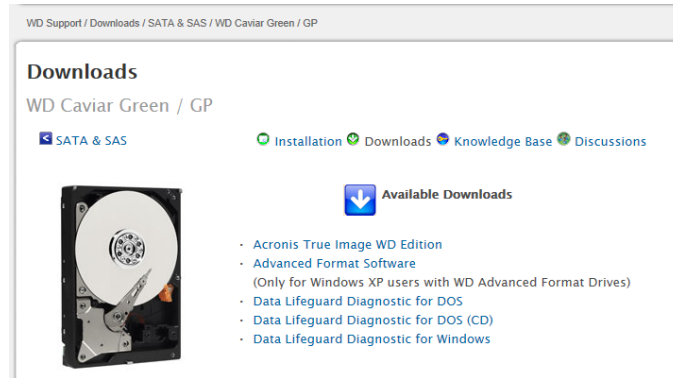 WD Support / Downloads / SATA & SAS / WD Caviar Green / GP
Downloads
WD Caviar Green / GP
SATA & SAS
Installation Downloads Knowledge Base Discussions
Available Downloads
· Acronis True Image WD Edition
· Advanced Format Software
(Only for Windows XP users with WD Advanced Format Drives)
· Data Lifeguard Diagnostic for DOS
· Data Lifeguard Diagnostic for DOS (CD)
· Data Lifeguard Diagnostic for Windows